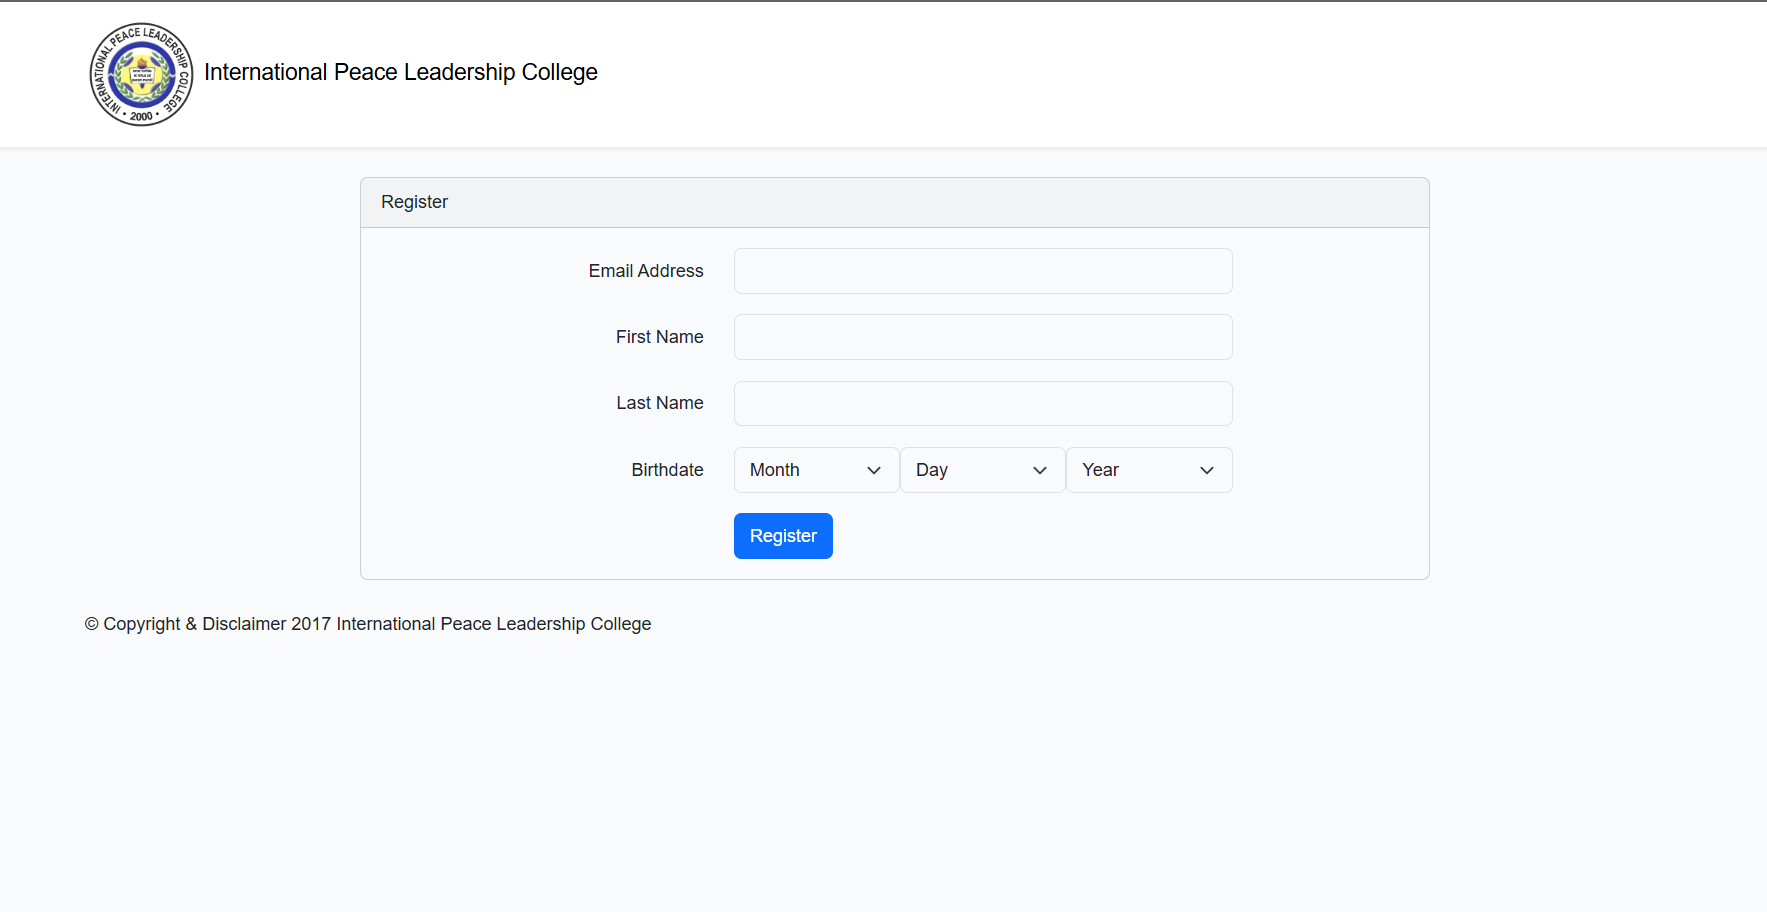 INTERNATIONAL PEACE LEADERSHIP COLLEGE
• 2000 •
International Peace Leadership College
Register
Email Address
First Name
Last Name
Birthdate Month Day Year
Register
© Copyright & Disclaimer 2017 International Peace Leadership College